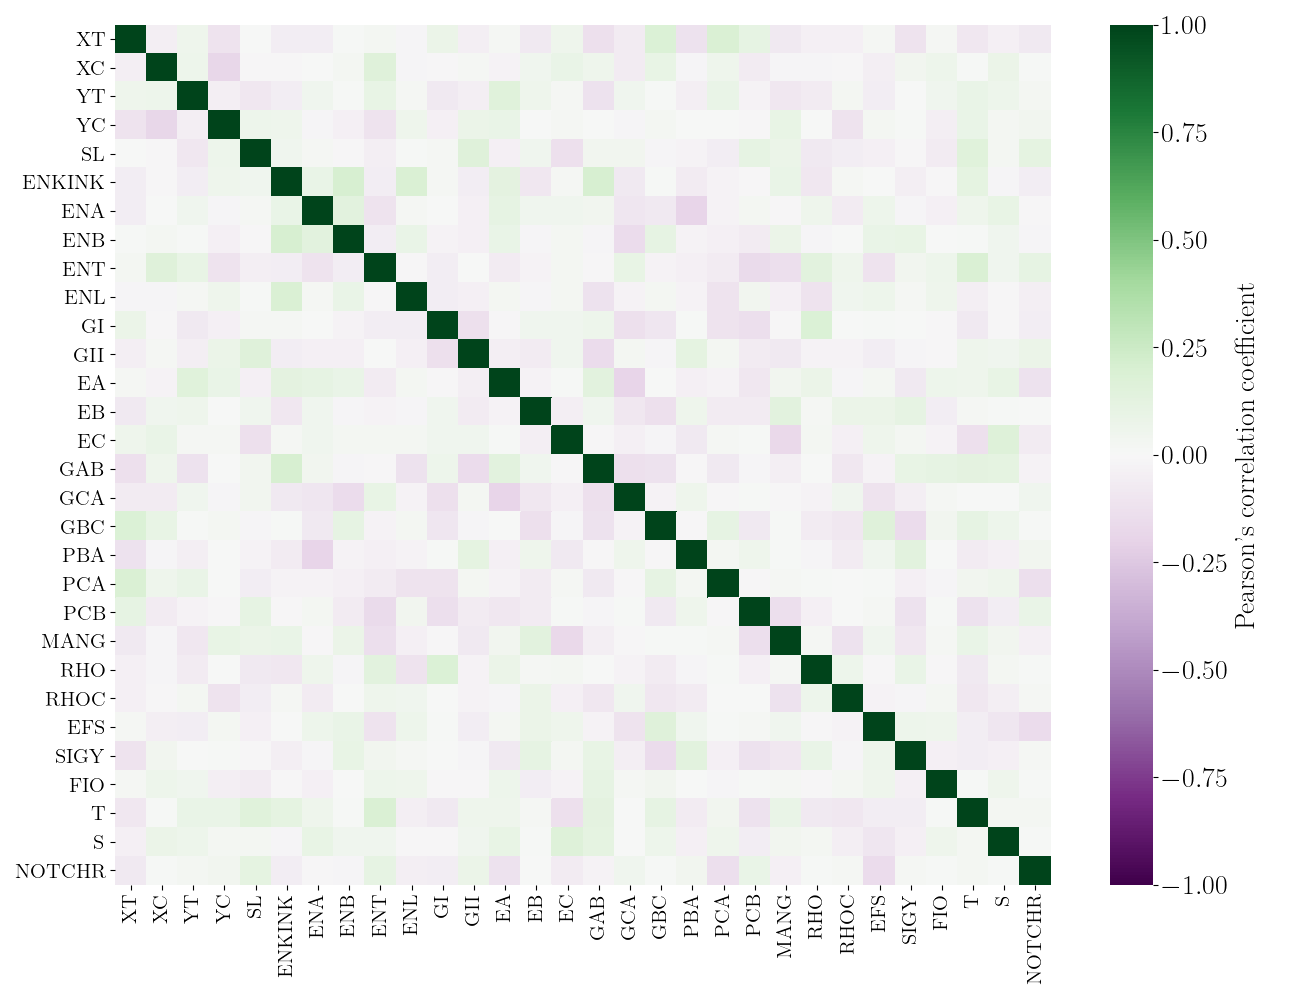 XT
XC
YT
YC
SL
ENKINK
ENA
ENB
ENT
ENL
GI
GII
EA
EB
EC
GAB
GCA
GBC
PBA
PCA
PCB
MANG
RHO
RHOC
EFS
SIGY
FIO
T
S
NOTCHR
XT XC YT YC SL ENKINK ENA ENB ENT ENL GI GII EA EB EC GAB GCA GBC PBA PCA PCB MANG RHO RHOC EFS SIGY FIO T S NOTCHR
1.00
0.75
0.50
0.25
0.00
−0.25
−0.50
−0.75
−1.00
Pearson's correlation coefficient